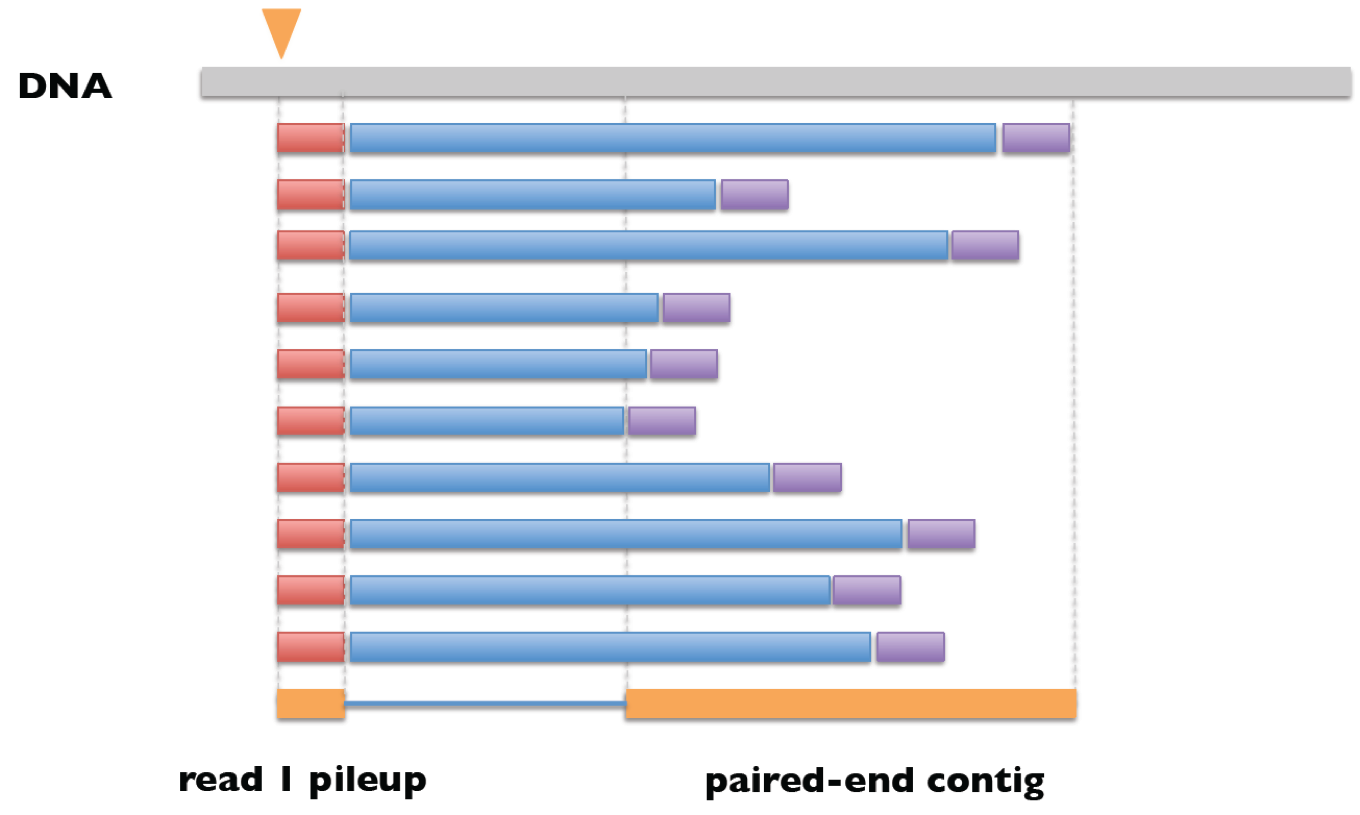 DNA
read 1 pileup
paired-end contig